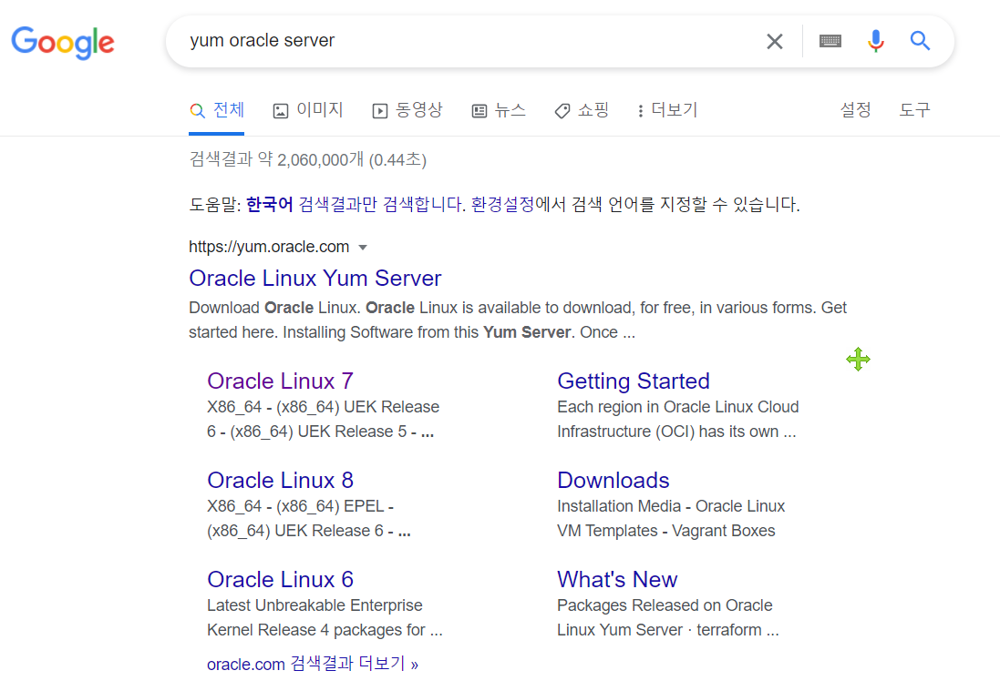 Google
yum oracle server
전체 이미지 동영상 뉴스 쇼핑 더보기 설정 도구
검색결과 약 2,060,000개 (0.44초)
도움말: 한국어 검색결과만 검색합니다. 환경설정에서 검색 언어를 지정할 수 있습니다.
https://yum.oracle.com
Oracle Linux Yum Server
Download Oracle Linux. Oracle Linux is available to download, for free, in various forms. Get
started here. Installing Software from this Yum Server. Once ...
Oracle Linux 7
X86_64 - (x86_64) UEK Release
6 - (x86_64) UEK Release 5 - ...
Getting Started
Each region in Oracle Linux Cloud
Infrastructure (OCI) has its own ...
Oracle Linux 8
X86_64 - (x86_64) EPEL -
(x86_64) UEK Release 6 - ...
Downloads
Installation Media - Oracle Linux
VM Templates - Vagrant Boxes
Oracle Linux 6
Latest Unbreakable Enterprise
Kernel Release 4 packages for ...
What's New
Packages Released on Oracle
Linux Yum Server · terraform ...
oracle.com 검색결과 더보기 »